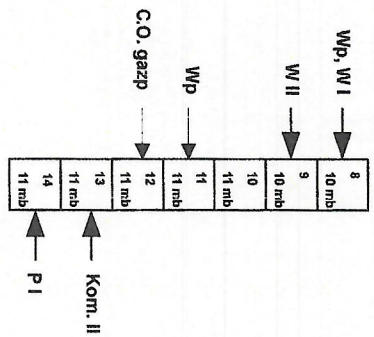 Wp, W I
W II
Wp
C.O. gazp
8
10 mb
9
10 mb
10
11 mb
11
11 mb
12
11 mb
13
11 mb
14
11 mb
Kom. II
P I